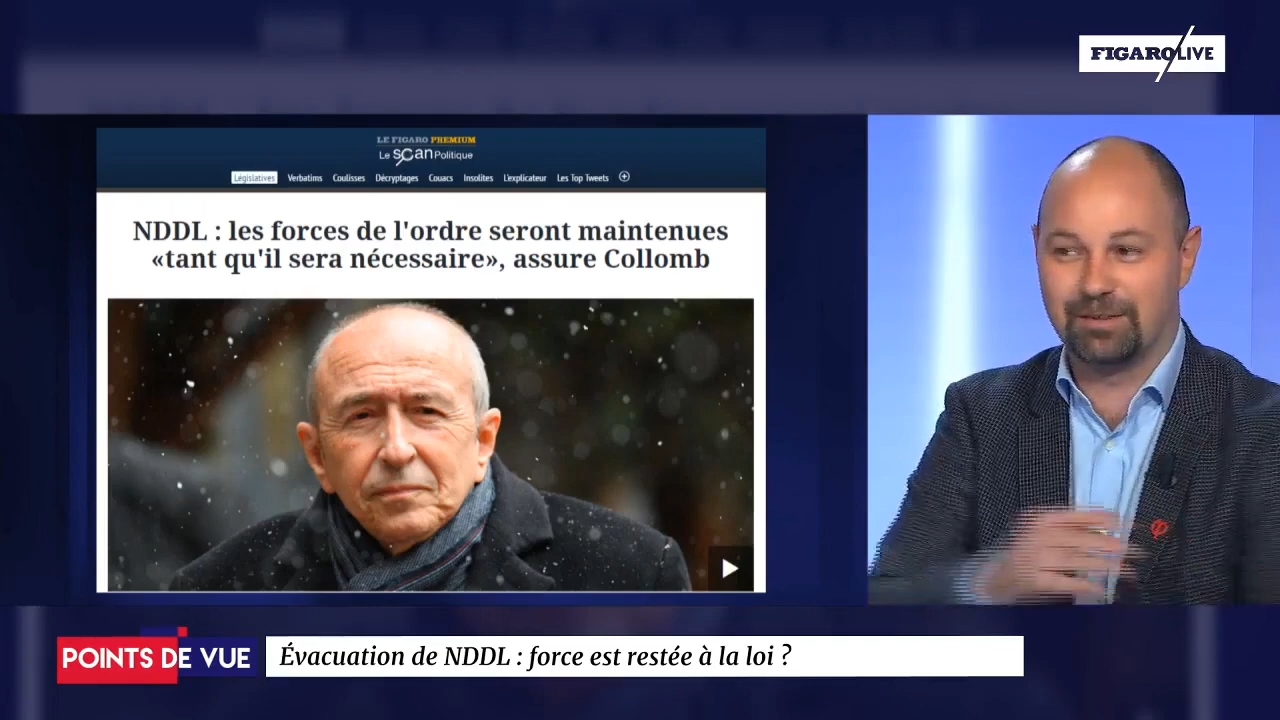 FIGAROLIVE
LE FIGARO PREMIUM
Le scan Politique
Législatives Verbatims Coulisses Décryptages Couacs Insolites L'explicateur Les Top Tweets
NDDL : les forces de l'ordre seront maintenues
«tant qu'il sera nécessaire», assure Collomb
POINTS DE VUE
Évacuation de NDDL : force est restée à la loi ?